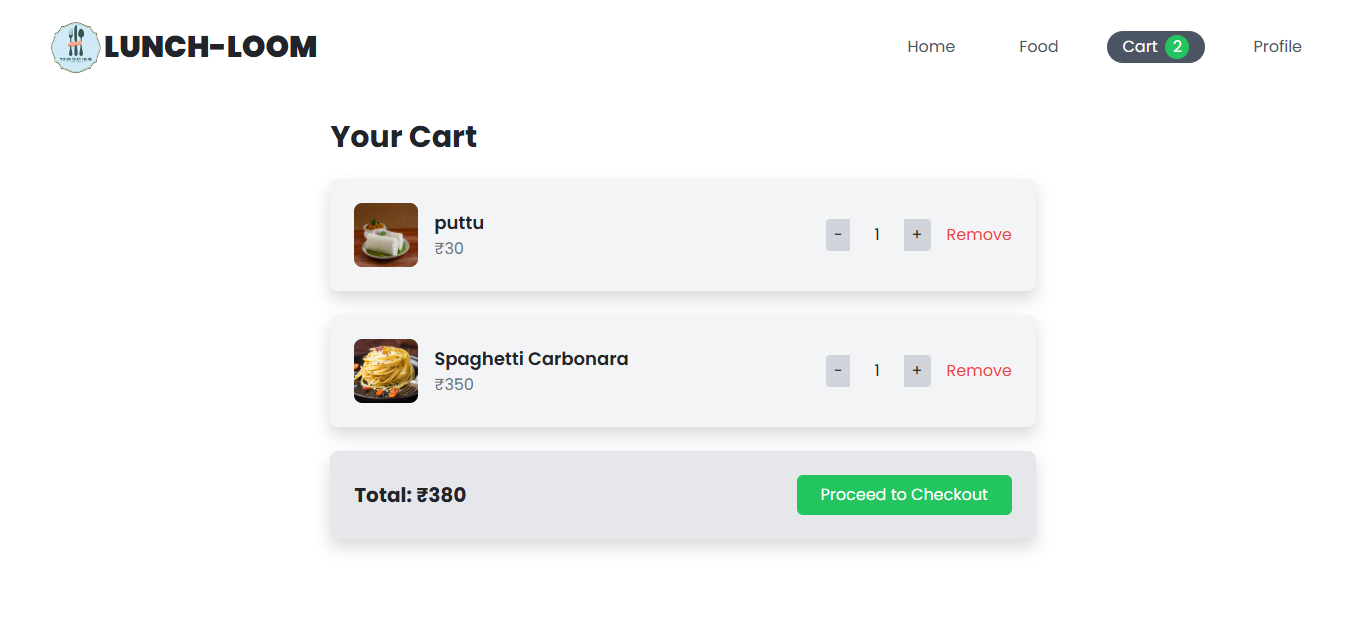 LUNCH-LOOM
Home
Food
Cart 2
Profile
Your Cart
puttu
₹30
- 1 + Remove
Spaghetti Carbonara
₹350
- 1 + Remove
Total: ₹380
Proceed to Checkout